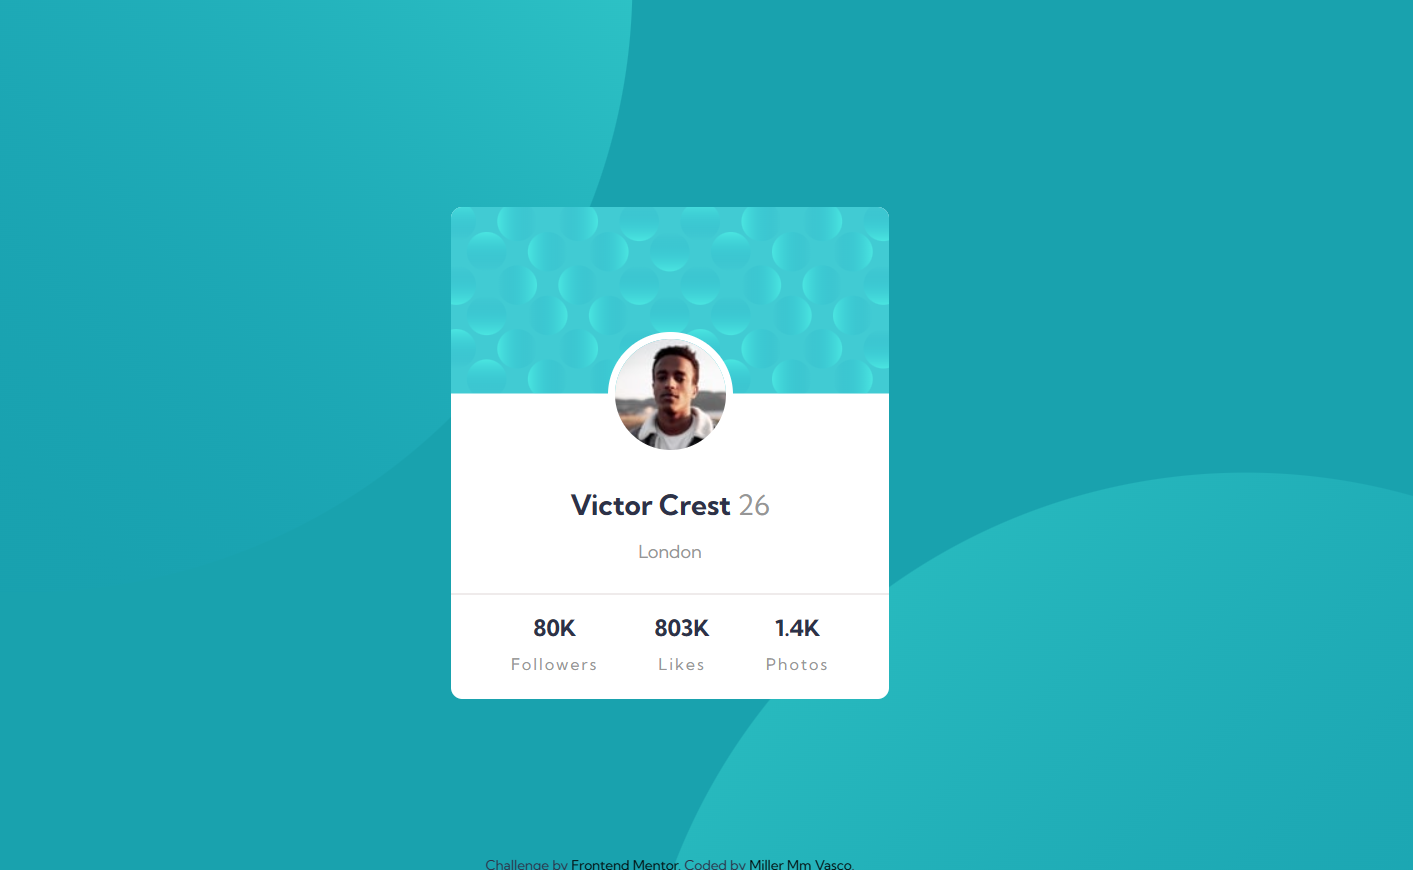 Victor Crest 26
London
80K 803K 1.4K
Followers Likes Photos
Challenge by Frontend Mentor. Coded by Miller Mm Vasco.